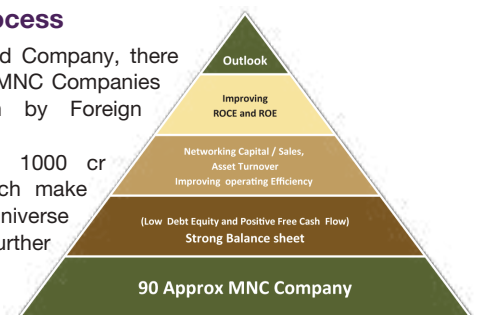 ocess
d Company, there
MNC Companies
by Foreign
1000 cr
ch make
niverse
urther
Outlook
Improving
ROCE and ROE
Networking Capital / Sales,
Asset Turnover
Improving operating Efficiency
(Low Debt Equity and Positive Free Cash Flow)
Strong Balance sheet
90 Approx MNC Company